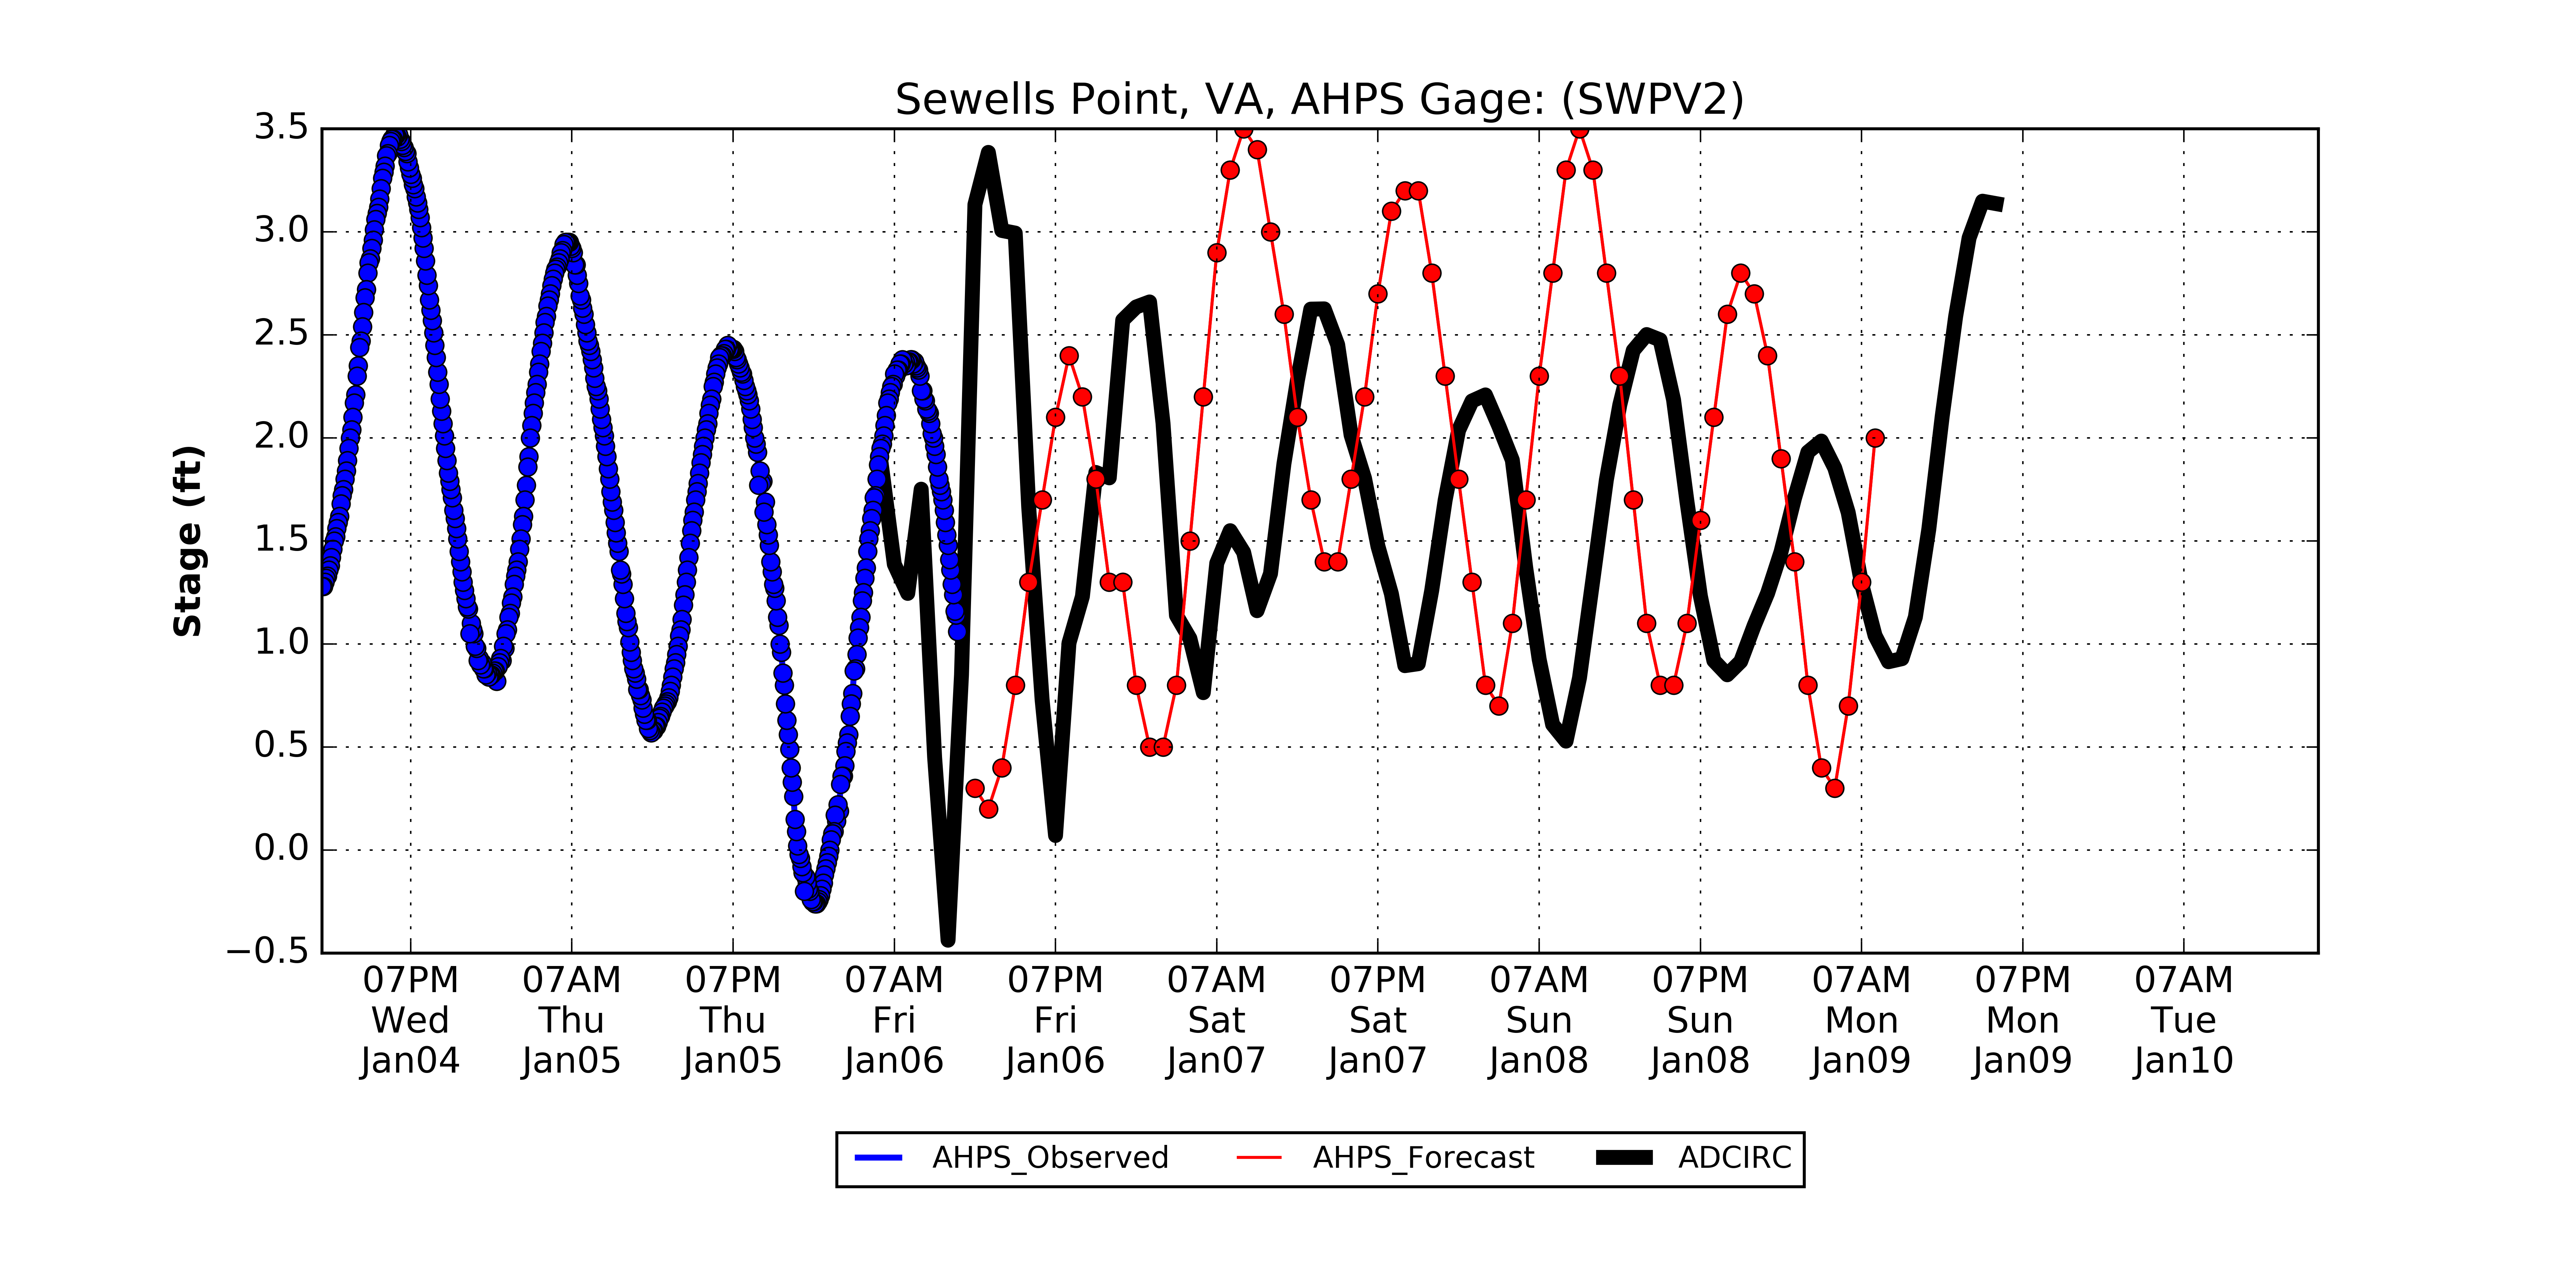 Sewells Point, VA, AHPS Gage: (SWPV2)
3.5
3.0
2.5
2.0
1.5
1.0
0.5
0.0
−0.5
Stage (ft)
07PM 07AM 07PM 07AM 07PM 07AM 07PM 07AM 07PM 07AM 07PM 07AM
Wed Thu Thu Fri Fri Sat Sat Sun Sun Mon Mon Tue
Jan04 Jan05 Jan05 Jan06 Jan06 Jan07 Jan07 Jan08 Jan08 Jan09 Jan09 Jan10
AHPS_Observed AHPS_Forecast ADCIRC